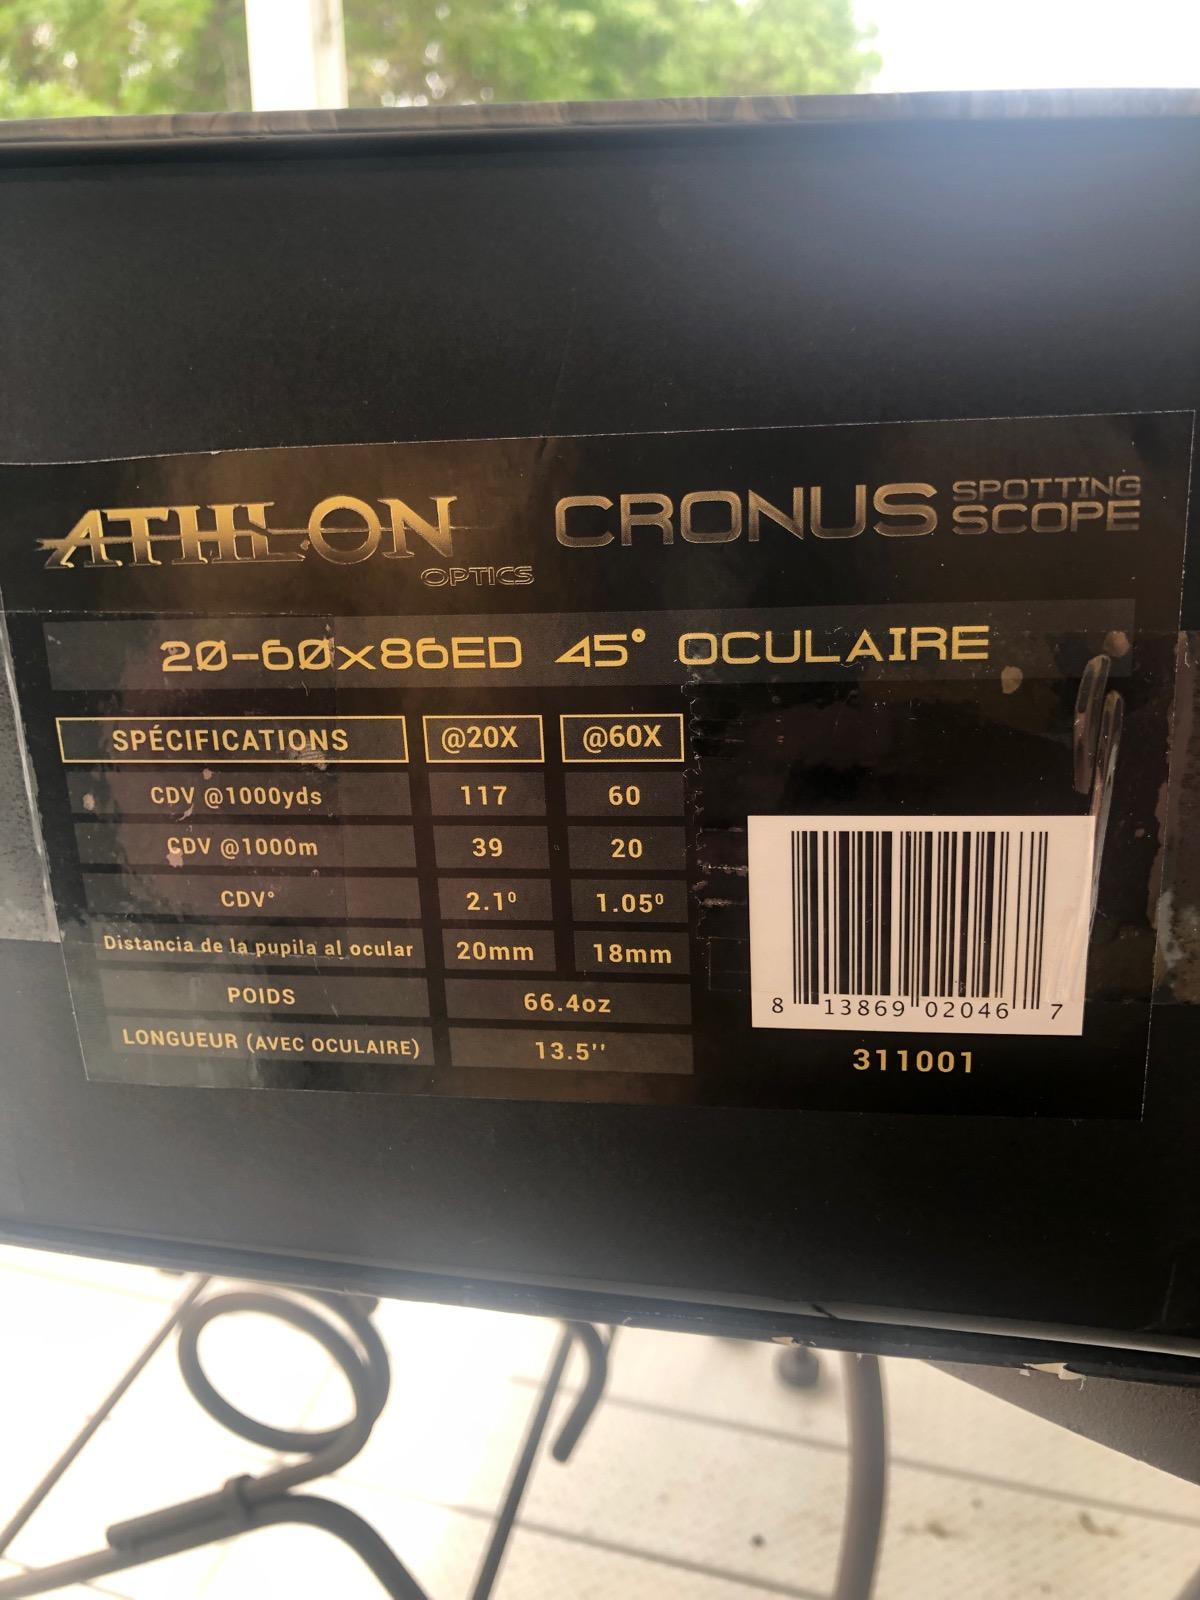 ATHLON OPTICS CRONUS SPOTTING SCOPE
20-60x86ED 45° OCULAIRE
SPÉCIFICATIONS @20X @60X
CDV @1000yds 117 60
CDV @1000m 39 20
CDV° 2.1⁰ 1.05⁰
Distancia de la pupila al ocular 20mm 18mm
POIDS 66.4oz
LONGUEUR (AVEC OCULAIRE) 13.5''
8 13869 02046 7
311001